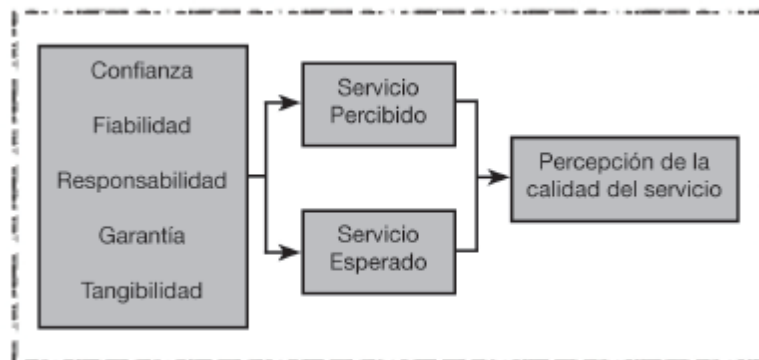 Confianza
Fiabilidad
Responsabilidad
Garantía
Tangibilidad
Servicio
Percibido
Servicio
Esperado
Percepción de la
calidad del servicio